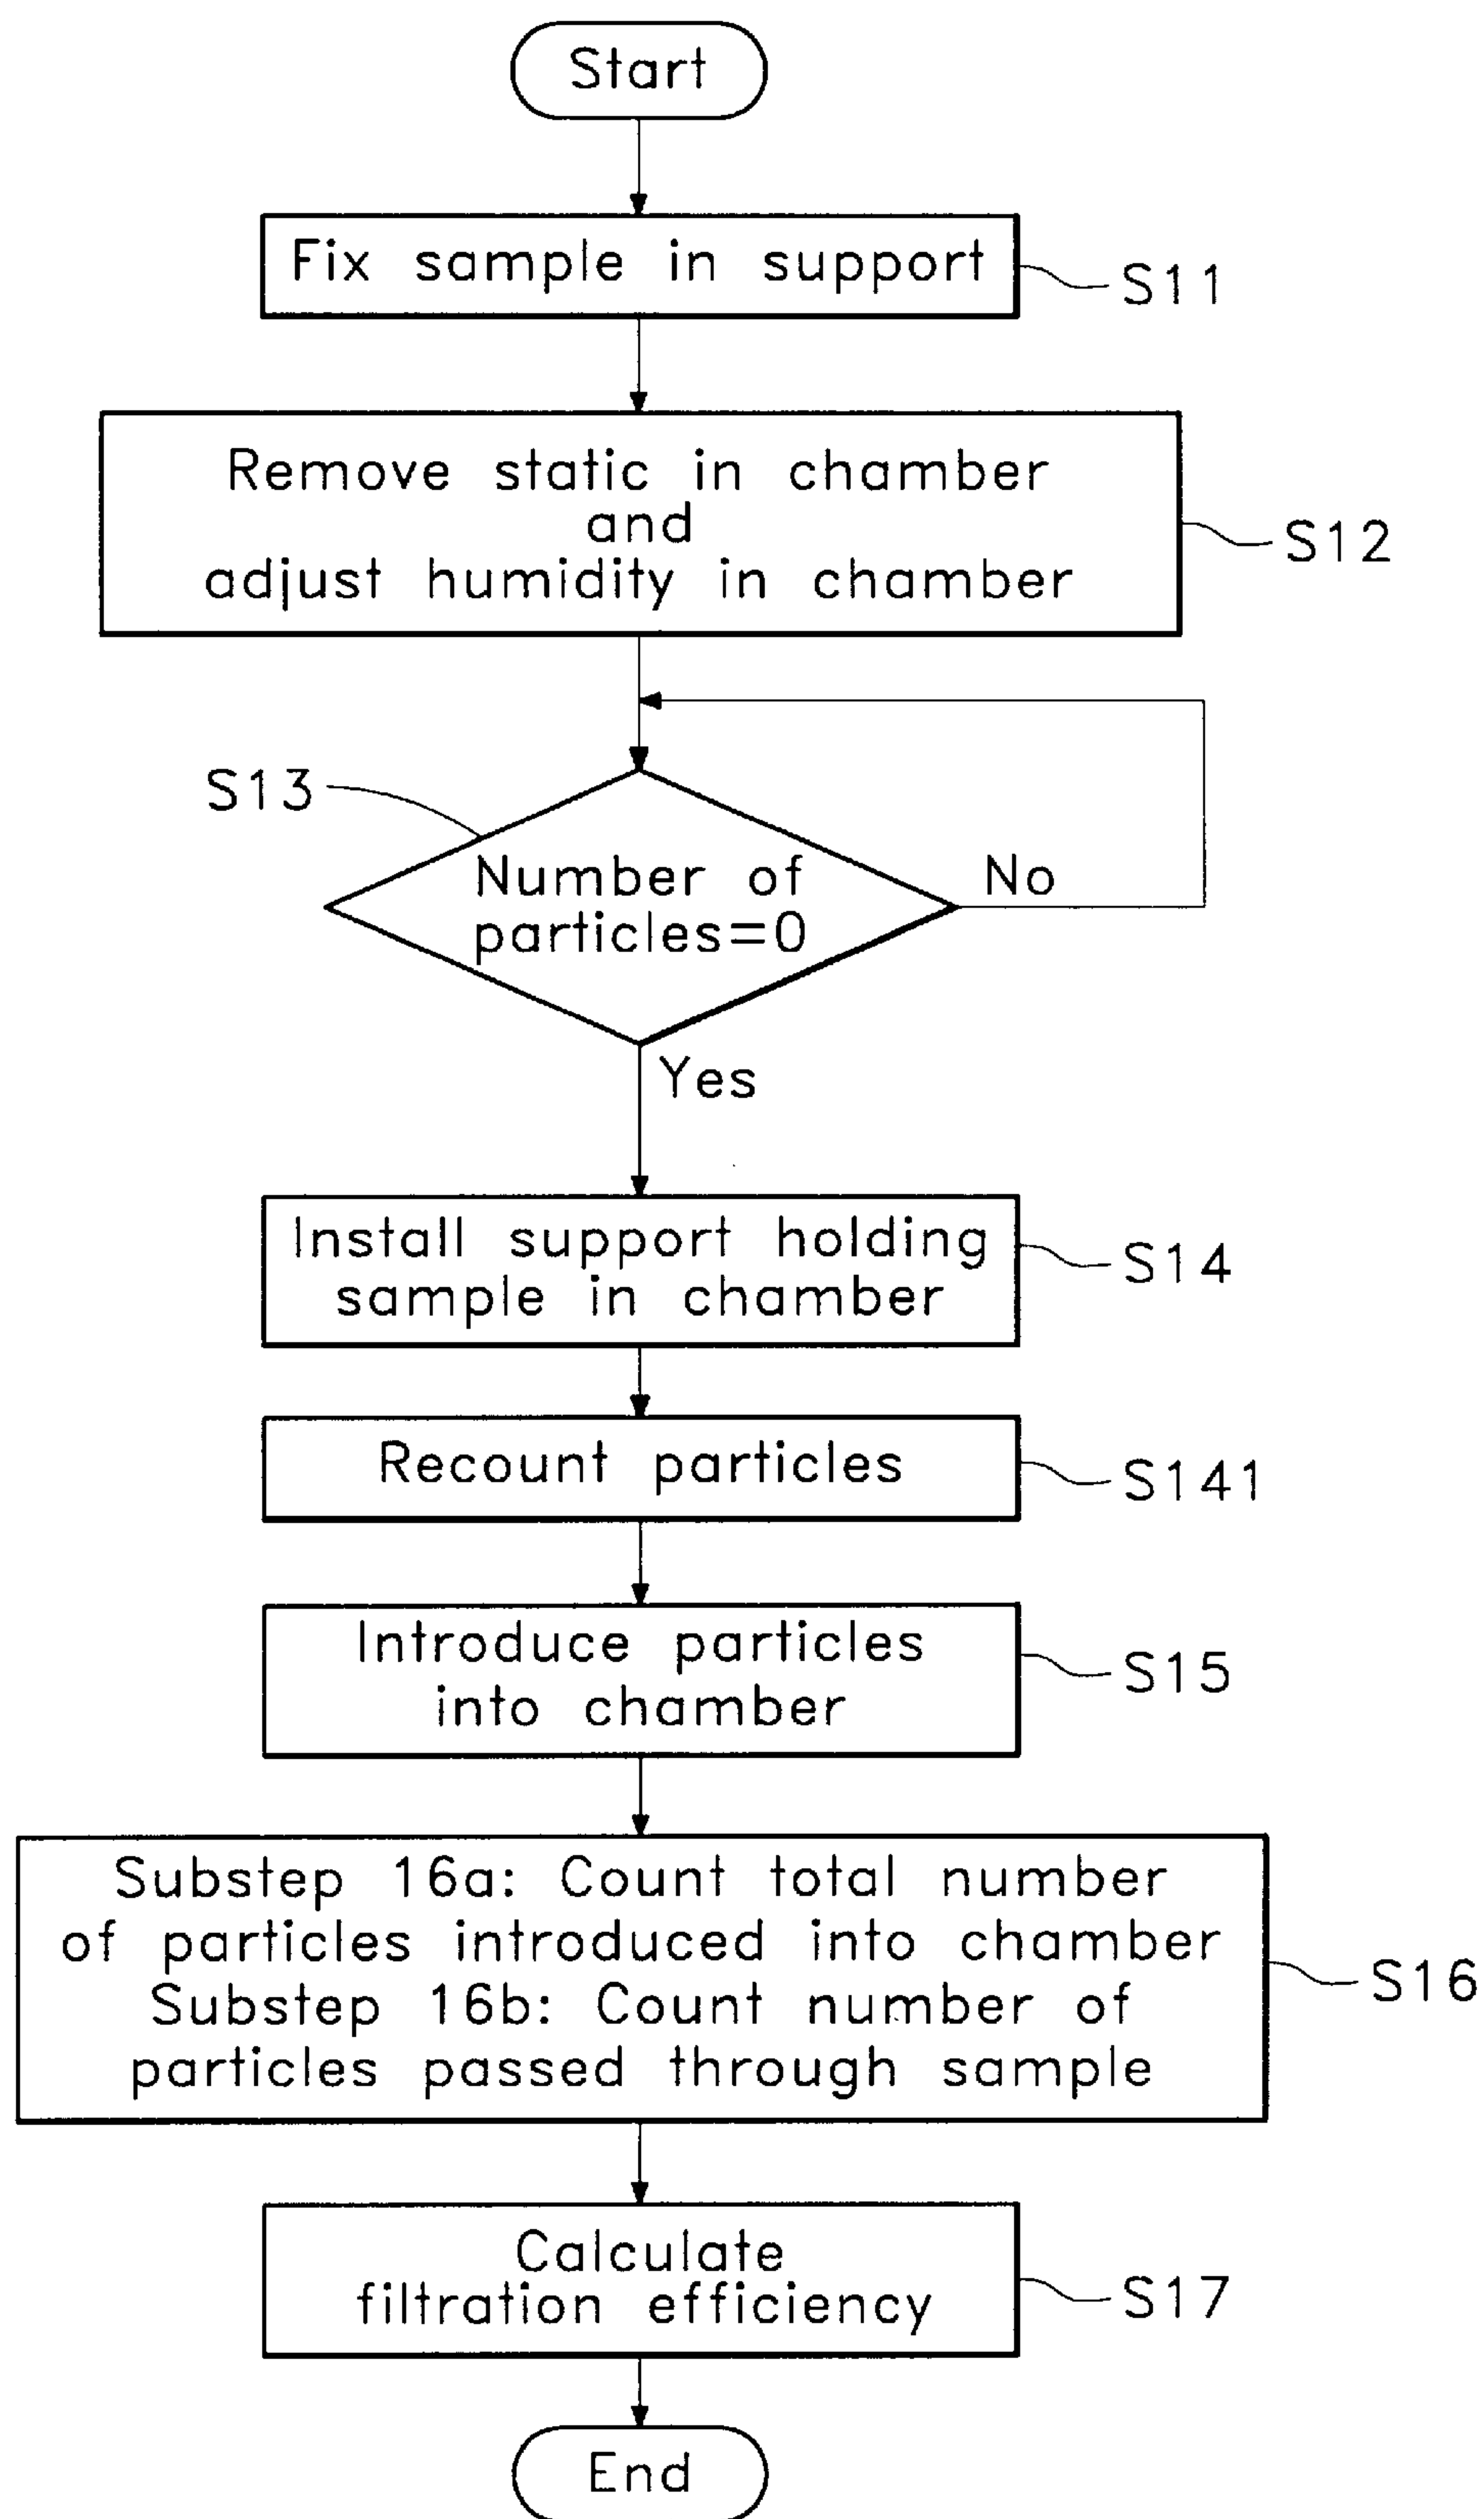 Start
Fix sample in support
S11
Remove static in chamber
and
adjust humidity in chamber
S12
S13
Number of
particles=0
No
Yes
Install support holding
sample in chamber
S14
Recount particles
S141
Introduce particles
into chamber
S15
Substep 16a: Count total number
of particles introduced into chamber
Substep 16b: Count number of
particles passed through sample
S16
Calculate
filtration efficiency
S17
End